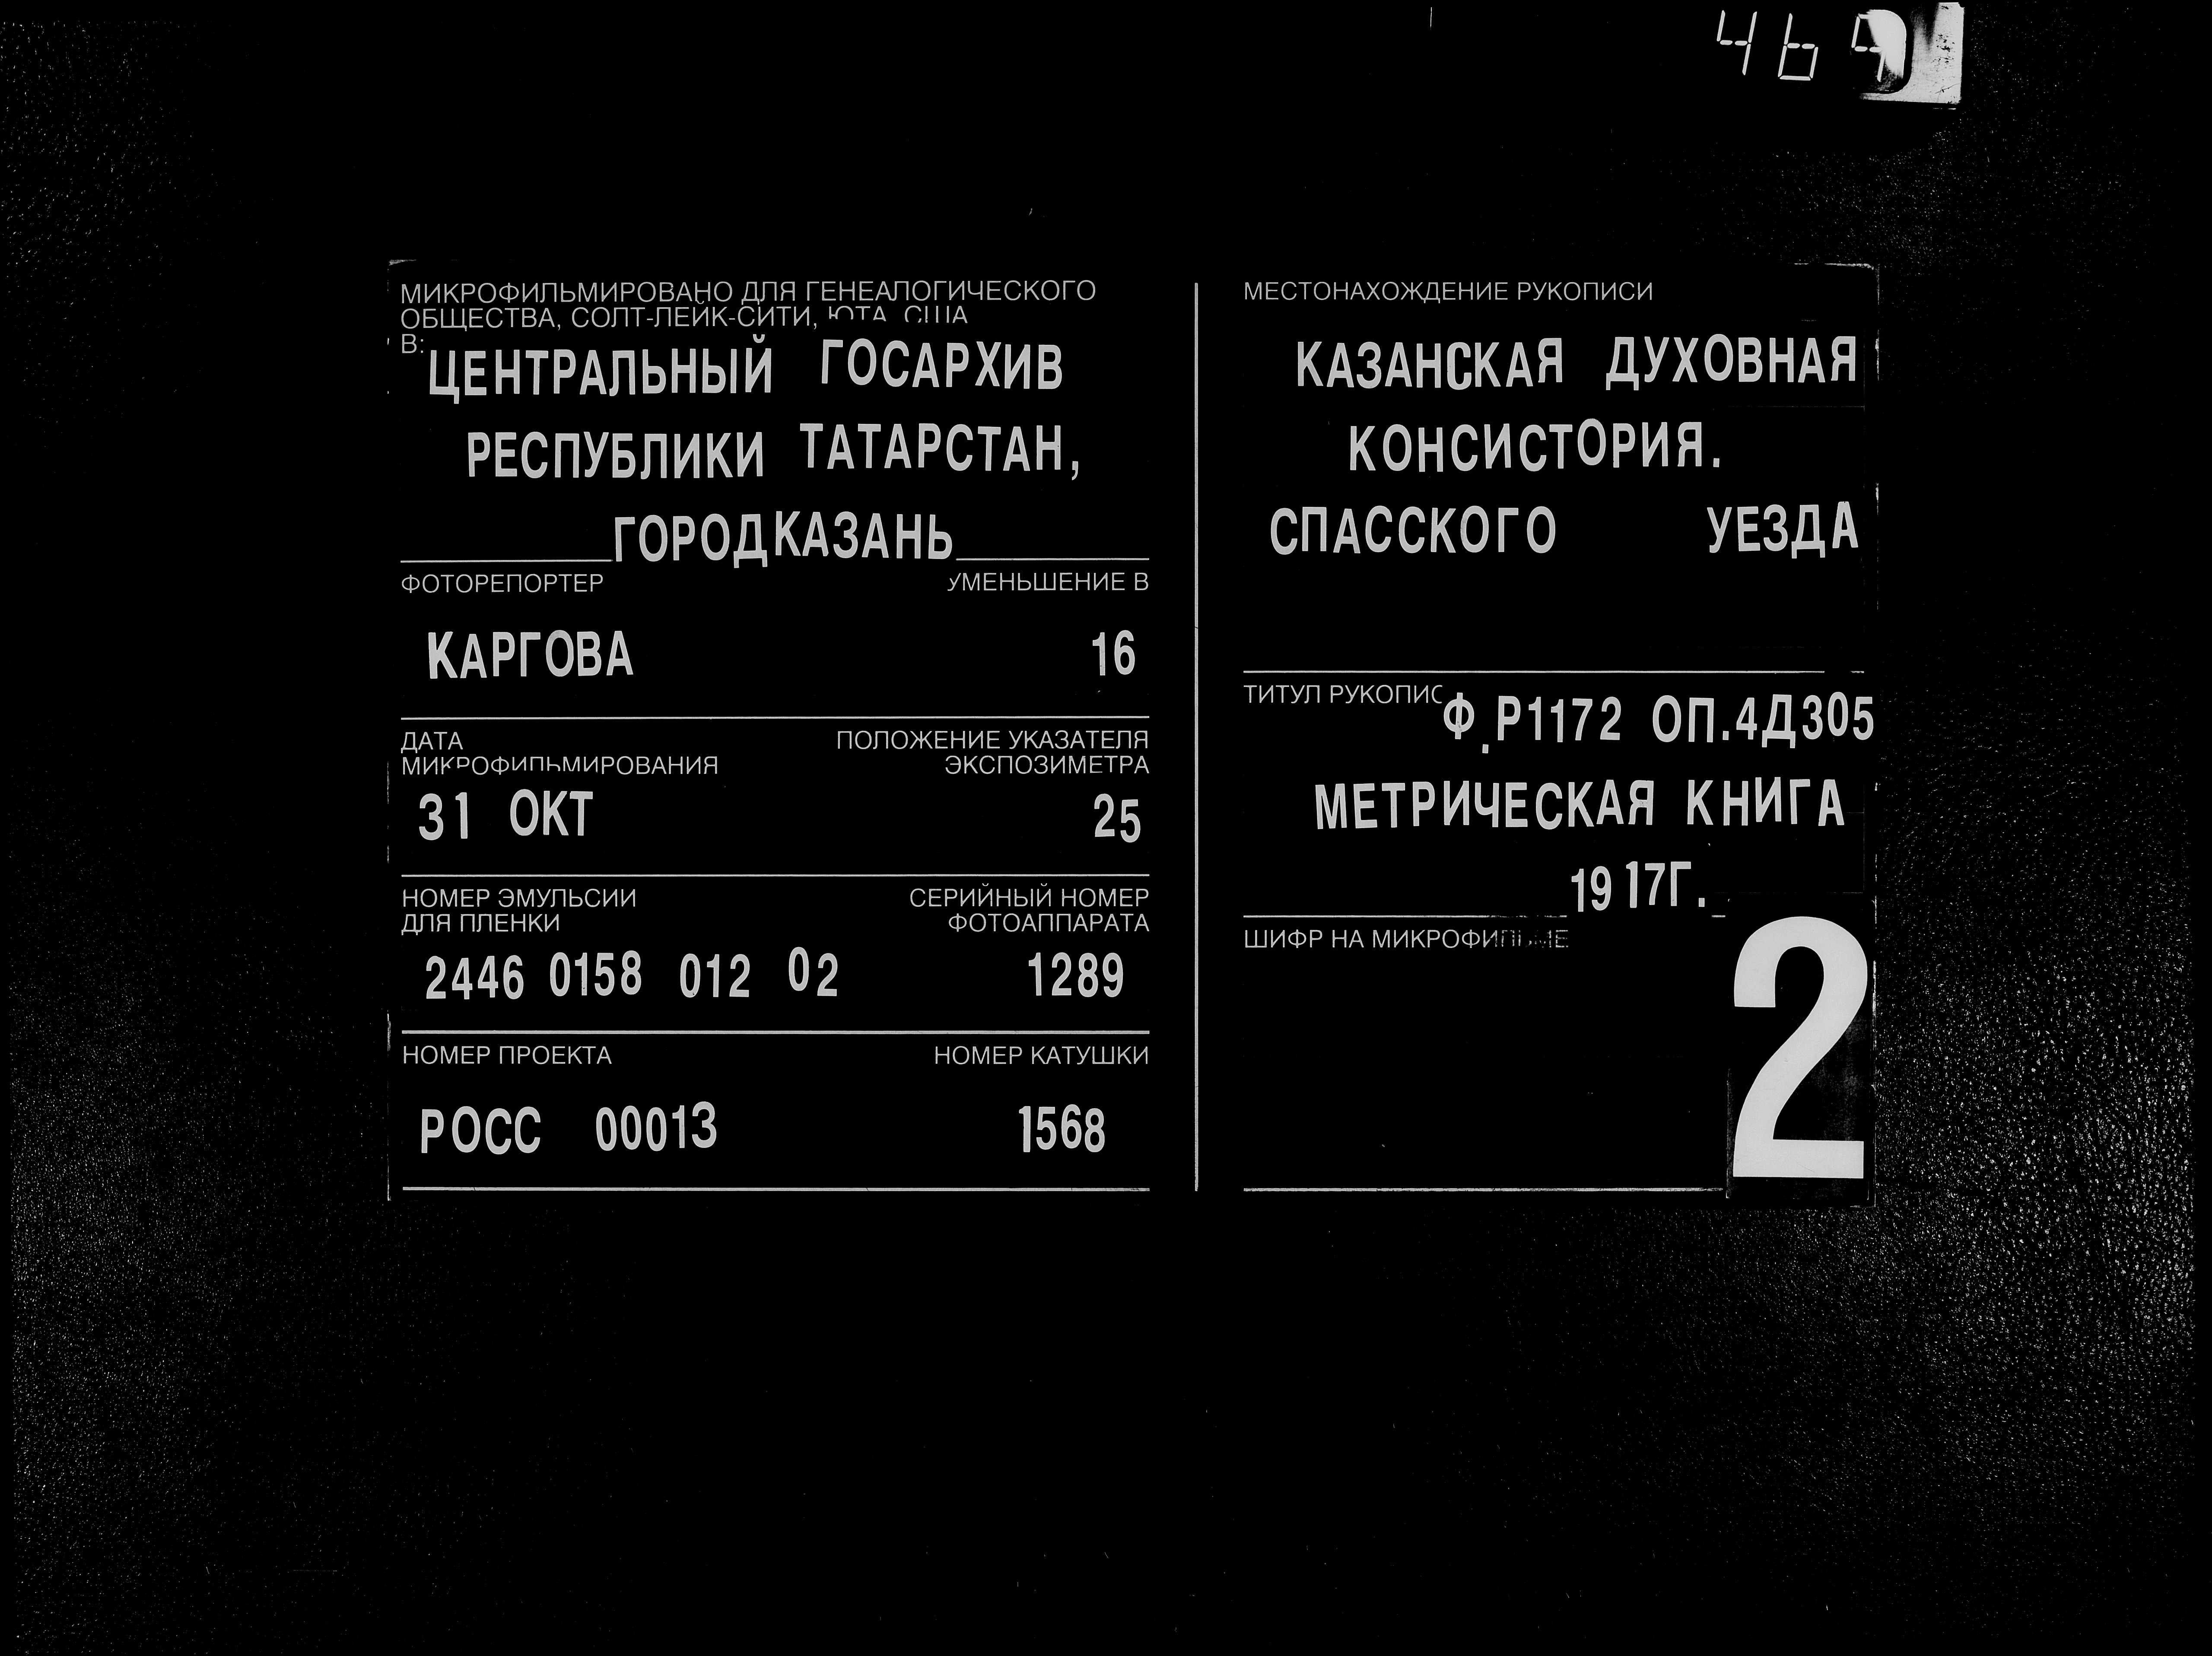 469
МИКРОФИЛЬМИРОВАНО ДЛЯ ГЕНЕАЛОГИЧЕСКОГО
ОБЩЕСТВА, СОЛТ-ЛЕЙК-СИТИ, ЮТА, США
В:
ЦЕНТРАЛЬНЫЙ ГОСАРХИВ
РЕСПУБЛИКИ ТАТАРСТАН,
ГОРОД КАЗАНЬ
ФОТОРЕПОРТЕР УМЕНЬШЕНИЕ В
КАРГОВА 16
ДАТА ПОЛОЖЕНИЕ УКАЗАТЕЛЯ
МИКРОФИЛЬМИРОВАНИЯ ЭКСПОЗИМЕТРА
31 ОКТ 25
НОМЕР ЭМУЛЬСИИ СЕРИЙНЫЙ НОМЕР
ДЛЯ ПЛЕНКИ ФОТОАППАРАТА
2446 0158 012 02 1289
НОМЕР ПРОЕКТА НОМЕР КАТУШКИ
РОСС 00013 1568
МЕСТОНАХОЖДЕНИЕ РУКОПИСИ
КАЗАНСКАЯ ДУХОВНАЯ
КОНСИСТОРИЯ.
СПАССКОГО УЕЗДА
ТИТУЛ РУКОПИС
Ф.Р1172 ОП.4Д305
МЕТРИЧЕСКАЯ КНИГА
1917Г.
ШИФР НА МИКРОФИЛЬМЕ
2